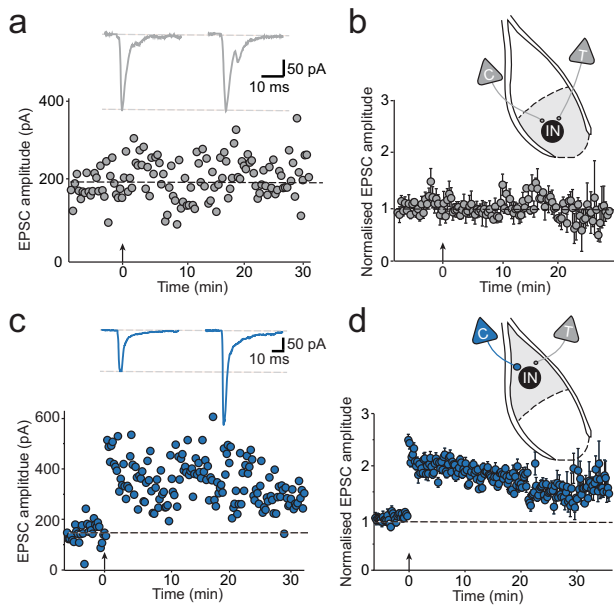 a
50 pA
10 ms
EPSC amplitude (pA)
400
200
0
0
10
20
30
Time (min)
b
C
T
IN
Normalised EPSC amplitude
3
2
1
0
0
10
20
Time (min)
c
50 pA
10 ms
EPSC amplitdue (pA)
600
400
200
0
0
10
20
30
Time (min)
d
C
T
IN
Normalised EPSC amplitude
3
2
1
0
0
10
20
30
Time (min)